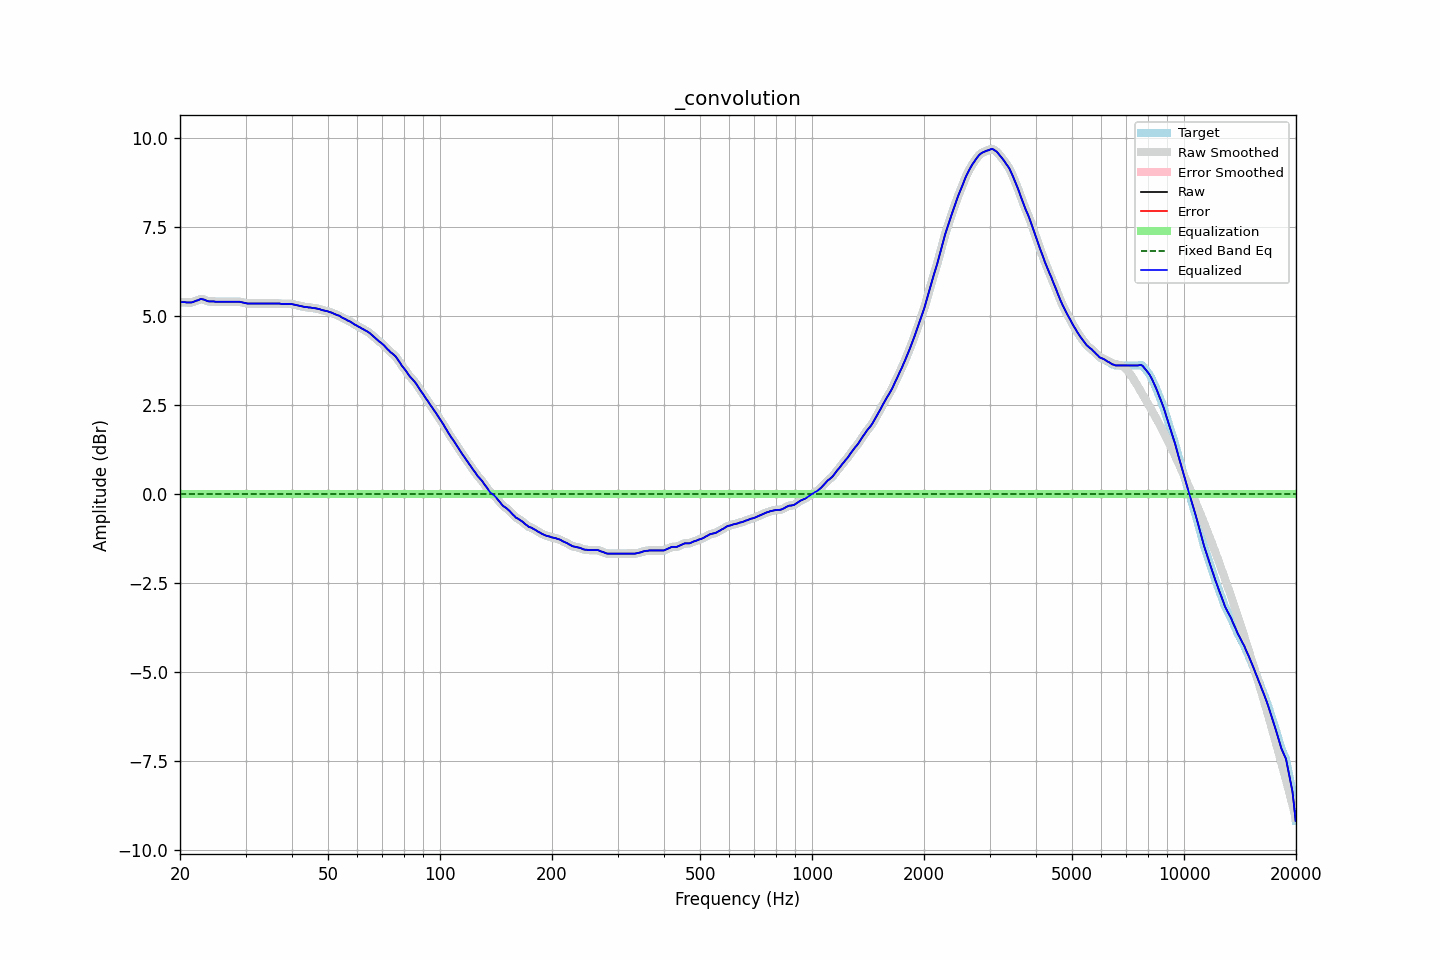 _convolution
Target
Raw Smoothed
Error Smoothed
Raw
Error
Equalization
Fixed Band Eq
Equalized
10.0
7.5
5.0
2.5
0.0
−2.5
−5.0
−7.5
−10.0
Amplitude (dBr)
20 50 100 200 500 1000 2000 5000 10000 20000
Frequency (Hz)